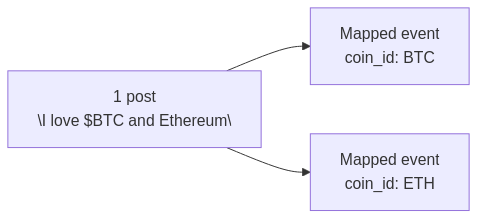 1 post
\I love $BTC and Ethereum\
Mapped event
coin_id: BTC
Mapped event
coin_id: ETH